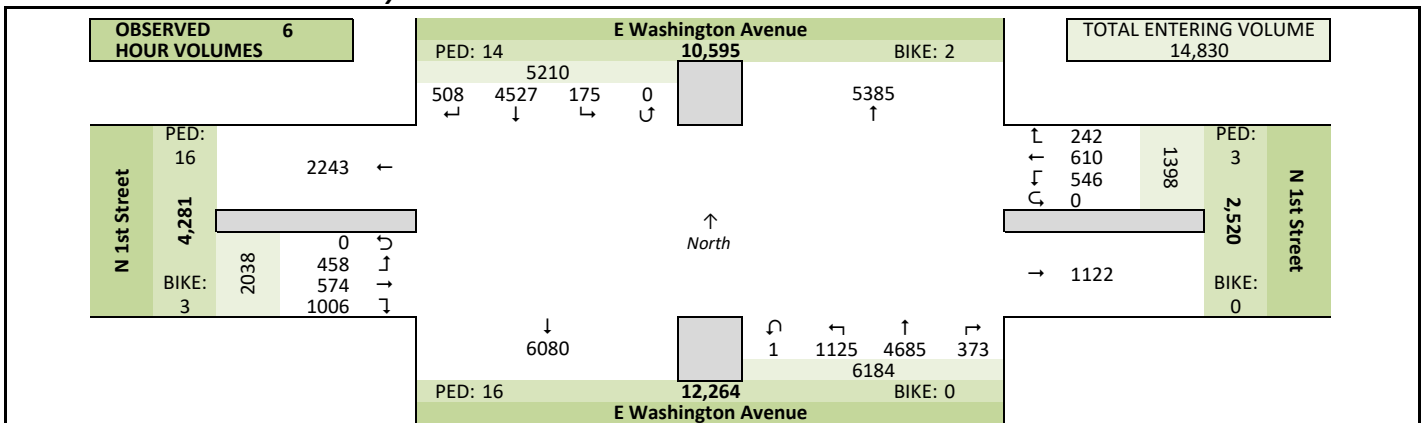 OBSERVED 6
HOUR VOLUMES
E Washington Avenue
TOTAL ENTERING VOLUME
14,830
PED: 14 10,595 BIKE: 2
5210
508 4527 175 0
↵ ↓ ↳ ↺
5385
↑
PED:
16
N 1st Street
4,281
BIKE:
3
2243 ←
2038
0
458
574 →
1006
↑
North
242
← 610
546
0
1398
PED:
3
2,520
N 1st Street
BIKE:
0
→ 1122
↓
6080
↑
1 1125 4685 373
6184
PED: 16 12,264 BIKE: 0
E Washington Avenue